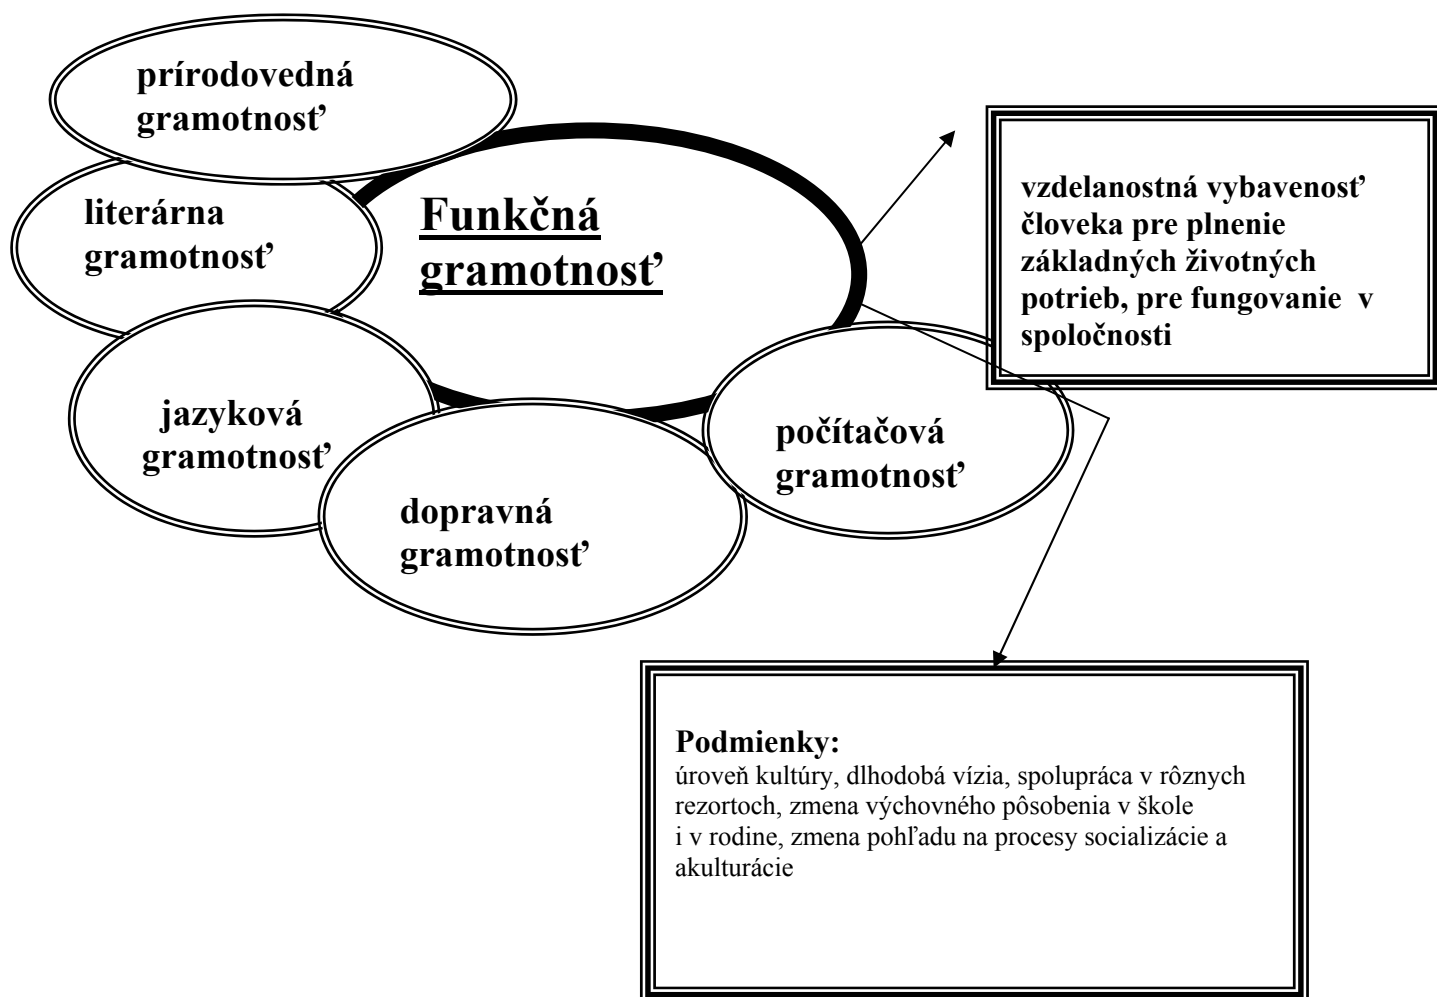 prírodovedná
gramotnosť
literárna
gramotnosť
Funkčná
gramotnosť
vzdelanostná vybavenosť
človeka pre plnenie
základných životných
potrieb, pre fungovanie v
spoločnosti
jazyková
gramotnosť
dopravná
gramotnosť
počítačová
gramotnosť
Podmienky:
úroveň kultúry, dlhodobá vízia, spolupráca v rôznych
rezortoch, zmena výchovného pôsobenia v škole
i v rodine, zmena pohľadu na procesy socializácie a
akulturácie